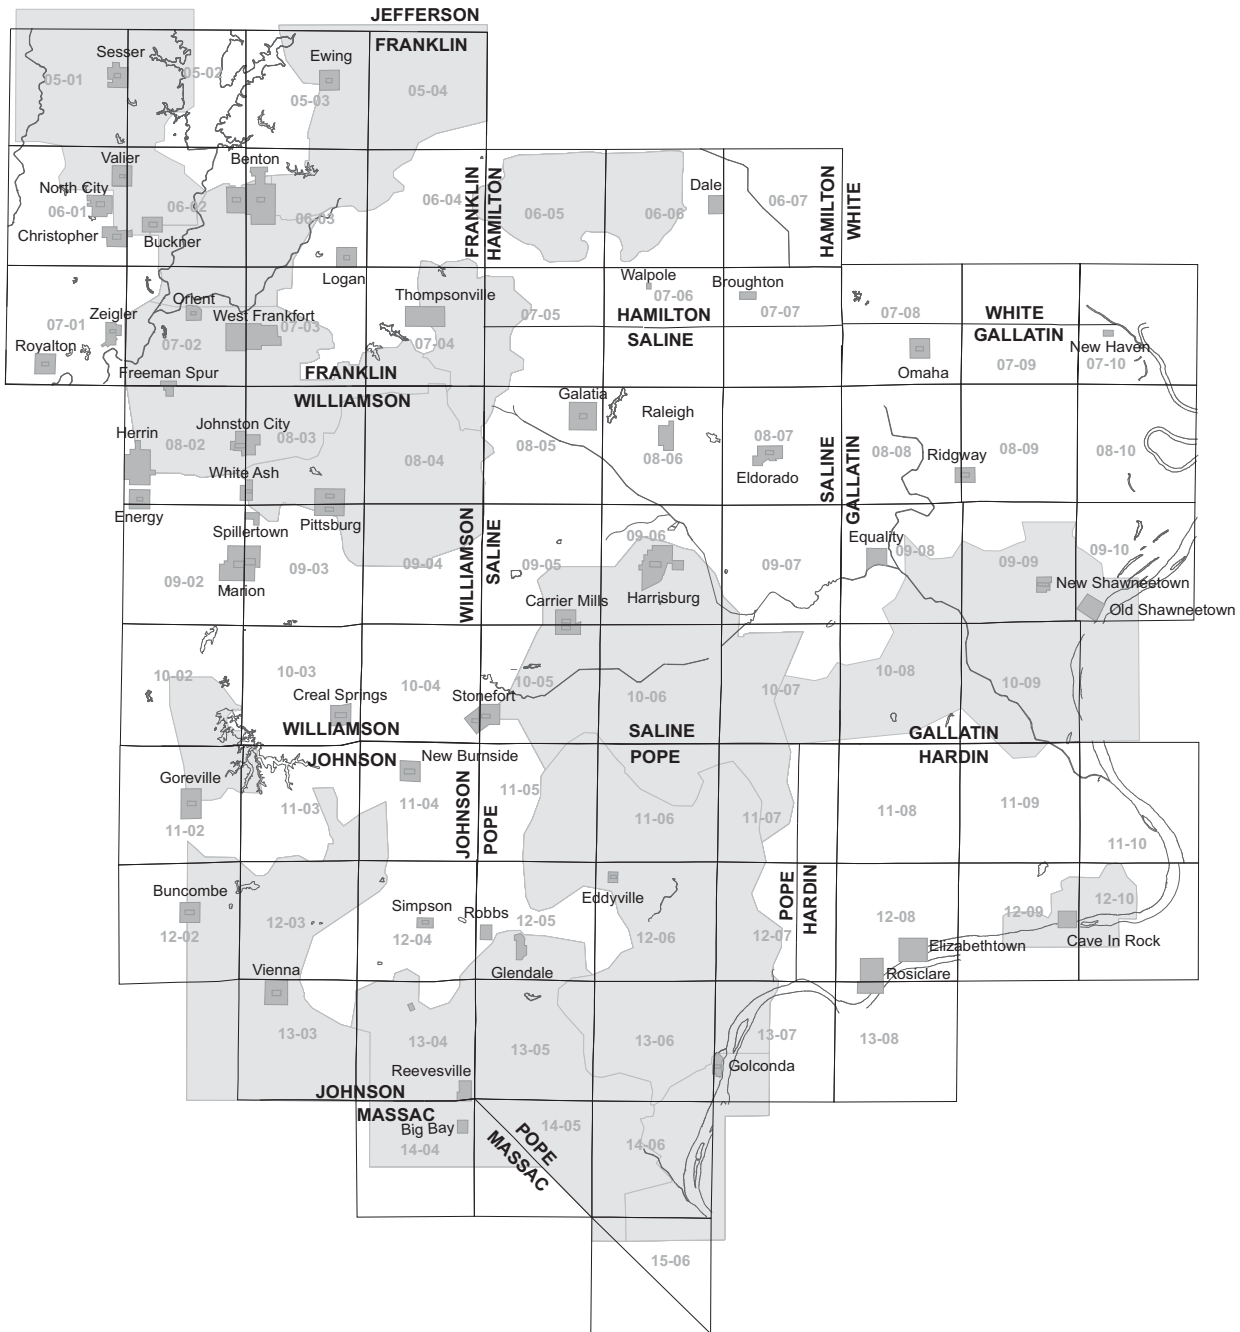 JEFFERSON
FRANKLIN
Sesser
Ewing
05-01
05-02
05-03
05-04
Valier
Benton
FRANKLIN
HAMILTON
HAMILTON
WHITE
Dale
North City
06-01
06-02
06-03
06-04
06-05
06-06
06-07
Christopher
Buckner
Logan
Walpole
Broughton
Orient
Thompsonville
07-06
Zeigler
West Frankfort
07-05
HAMILTON
07-07
07-08
WHITE
07-01
07-02
07-03
07-04
SALINE
GALLATIN
Royalton
New Haven
Freeman Spur
FRANKLIN
Omaha
07-09
07-10
WILLIAMSON
Galatia
Raleigh
Herrin
Johnston City
08-02
08-03
08-04
08-05
08-06
08-07
SALINE
GALLATIN
08-08
08-09
08-10
White Ash
Eldorado
Ridgway
Energy
Spillertown
Pittsburg
WILLIAMSON
SALINE
09-06
Equality
09-02
09-03
09-04
09-05
09-07
09-08
09-09
09-10
Marion
Carrier Mills
Harrisburg
New Shawneetown
Old Shawneetown
10-02
10-03
10-04
10-05
10-06
10-07
10-08
10-09
Creal Springs
Stonefort
WILLIAMSON
SALINE
GALLATIN
JOHNSON
New Burnside
POPE
HARDIN
Goreville
JOHNSON
POPE
11-02
11-03
11-04
11-05
11-06
11-07
11-08
11-09
11-10
Buncombe
Simpson
Robbs
Eddyville
POPE
HARDIN
12-02
12-03
12-04
12-05
12-06
12-07
12-08
12-09
12-10
Elizabethtown
Cave In Rock
Vienna
Glendale
Rosiclare
13-03
13-04
13-05
13-06
13-07
13-08
Reevesville
Golconda
JOHNSON
MASSAC
Big Bay
POPE
MASSAC
14-04
14-05
14-06
15-06